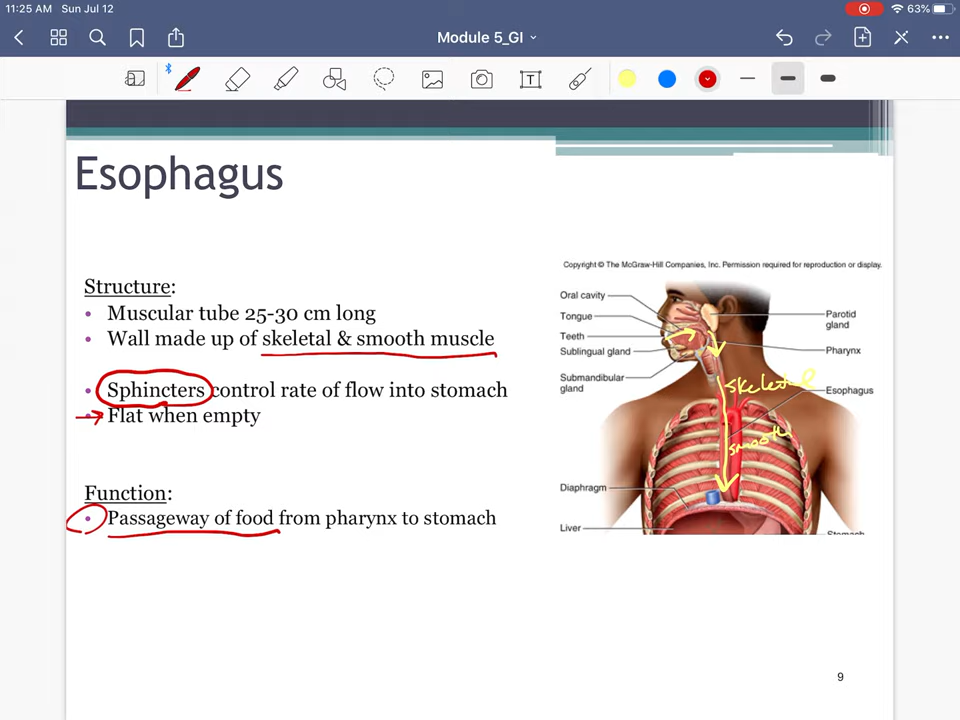 11:25 AM Sun Jul 12
63%
Module 5_GI
T
Esophagus
Structure:
• Muscular tube 25-30 cm long
• Wall made up of skeletal & smooth muscle
• Sphincters control rate of flow into stomach
• Flat when empty
Function:
• Passageway of food from pharynx to stomach
Copyright © The McGraw-Hill Companies, Inc. Permission required for reproduction or display.
Oral cavity
Tongue
Teeth
Sublingual gland
Submandibular
gland
Parotid
gland
Pharynx
skeletal
Esophagus
smooth
Diaphragm
Liver
Stomach
9